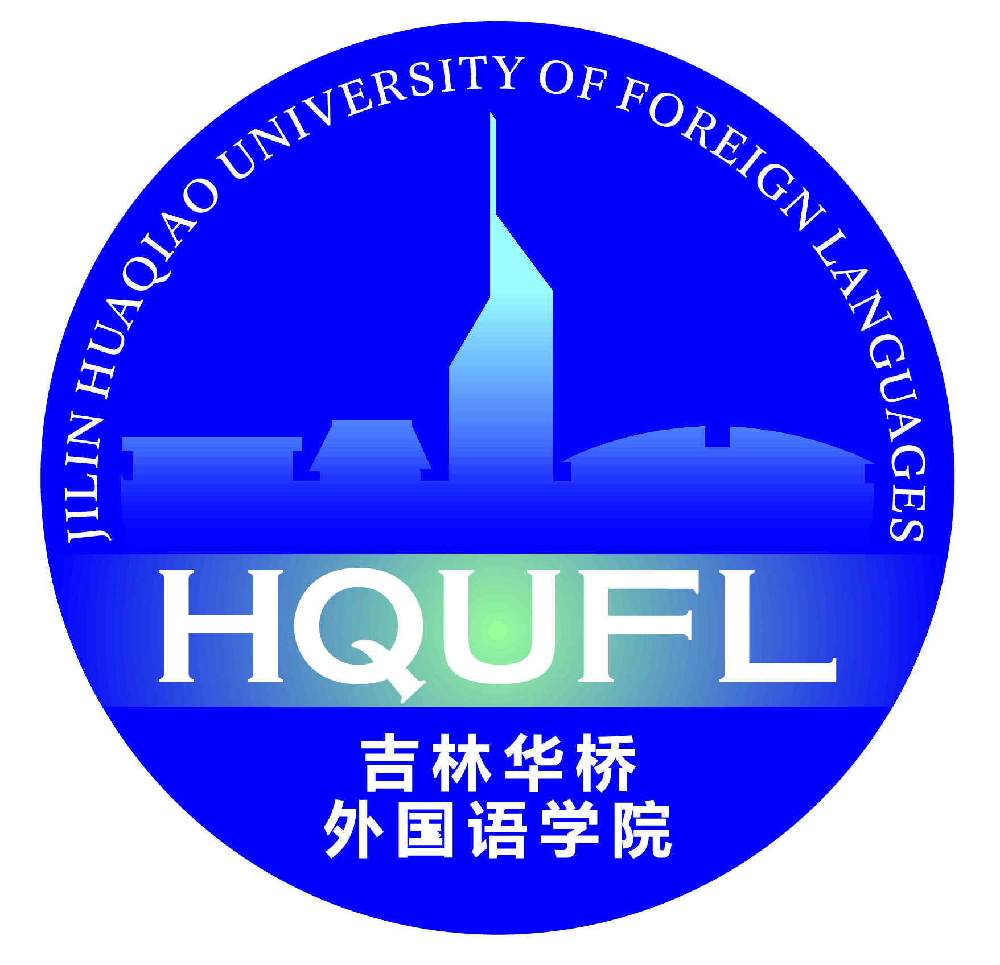 JILIN HUAQIAO UNIVERSITY OF FOREIGN LANGUAGES
HQUFL
吉林华桥
外国语学院